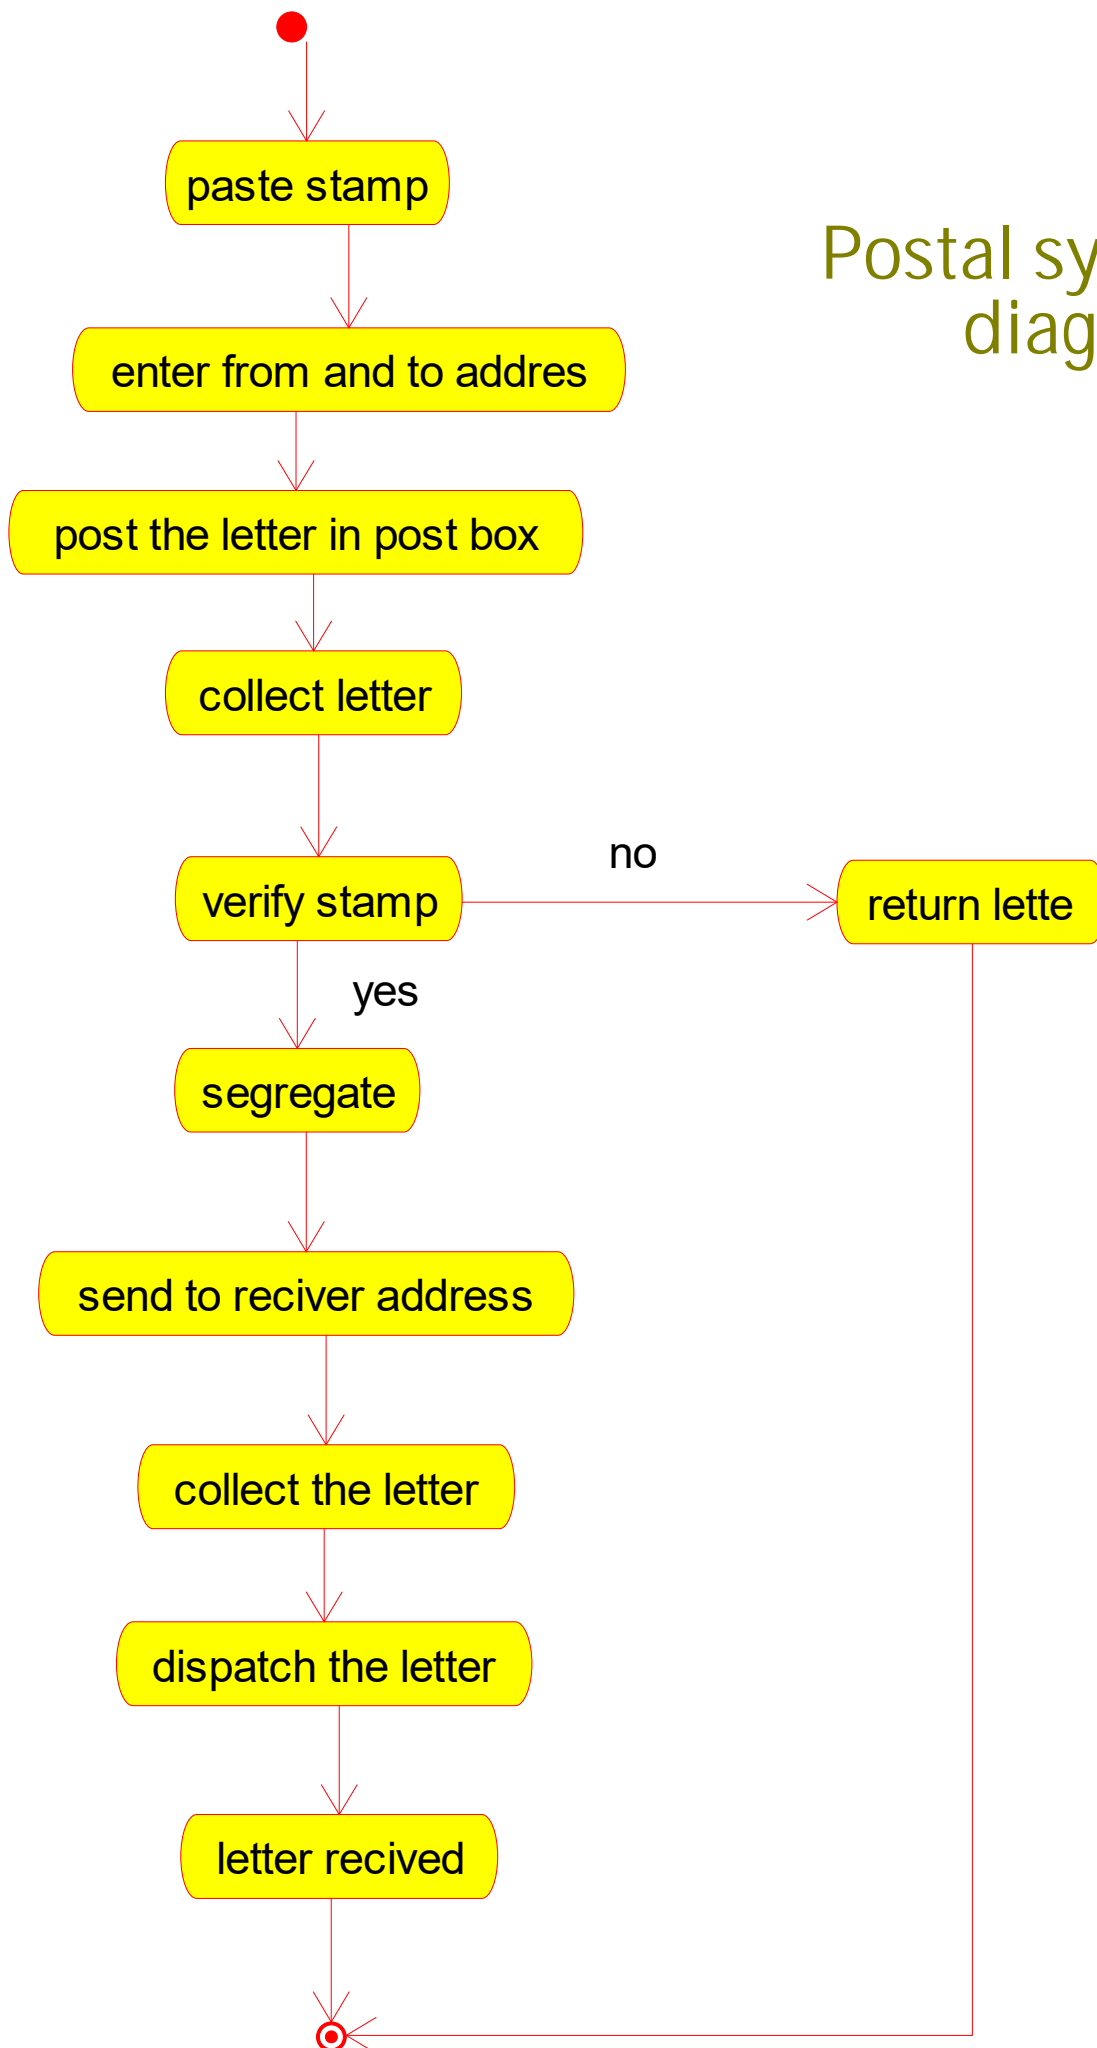 paste stamp
Postal sy
diag
enter from and to addres
post the letter in post box
collect letter
no
verify stamp
return lette
yes
segregate
send to reciver address
collect the letter
dispatch the letter
letter recived